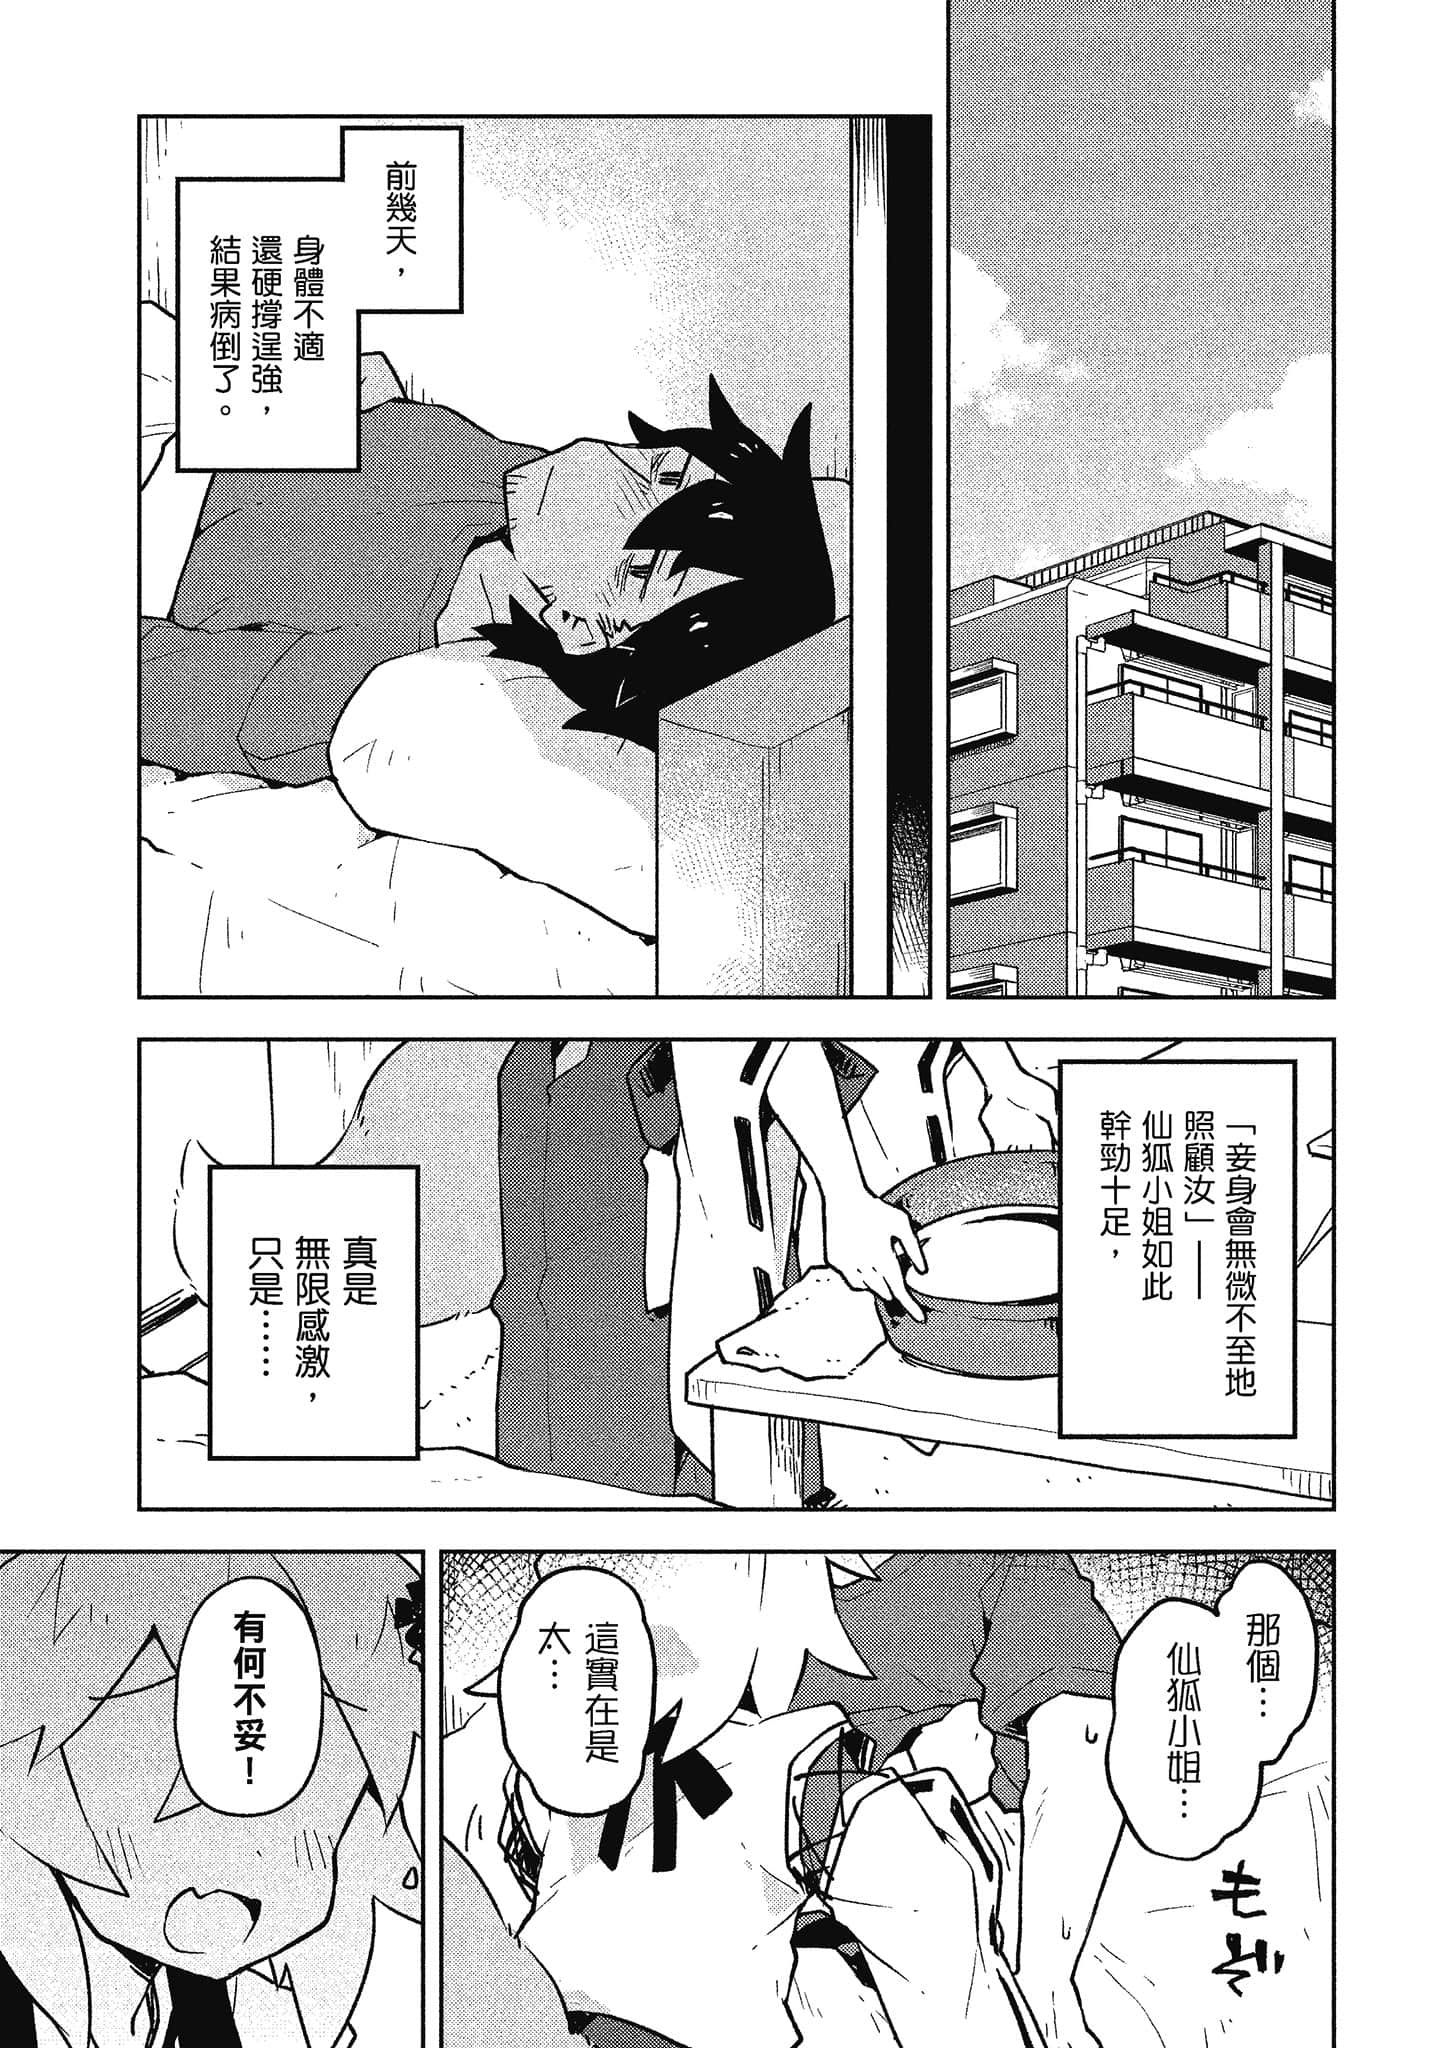 前幾天，
身體不適
還硬撐逞強，
結果病倒了。
「妾身會無微不至地
照顧汝」——
仙狐小姐如此
幹勁十足，
真是
無限感激，
只是……
那個…
仙狐小姐…
モぞ
這實在是
太…
有何不妥！